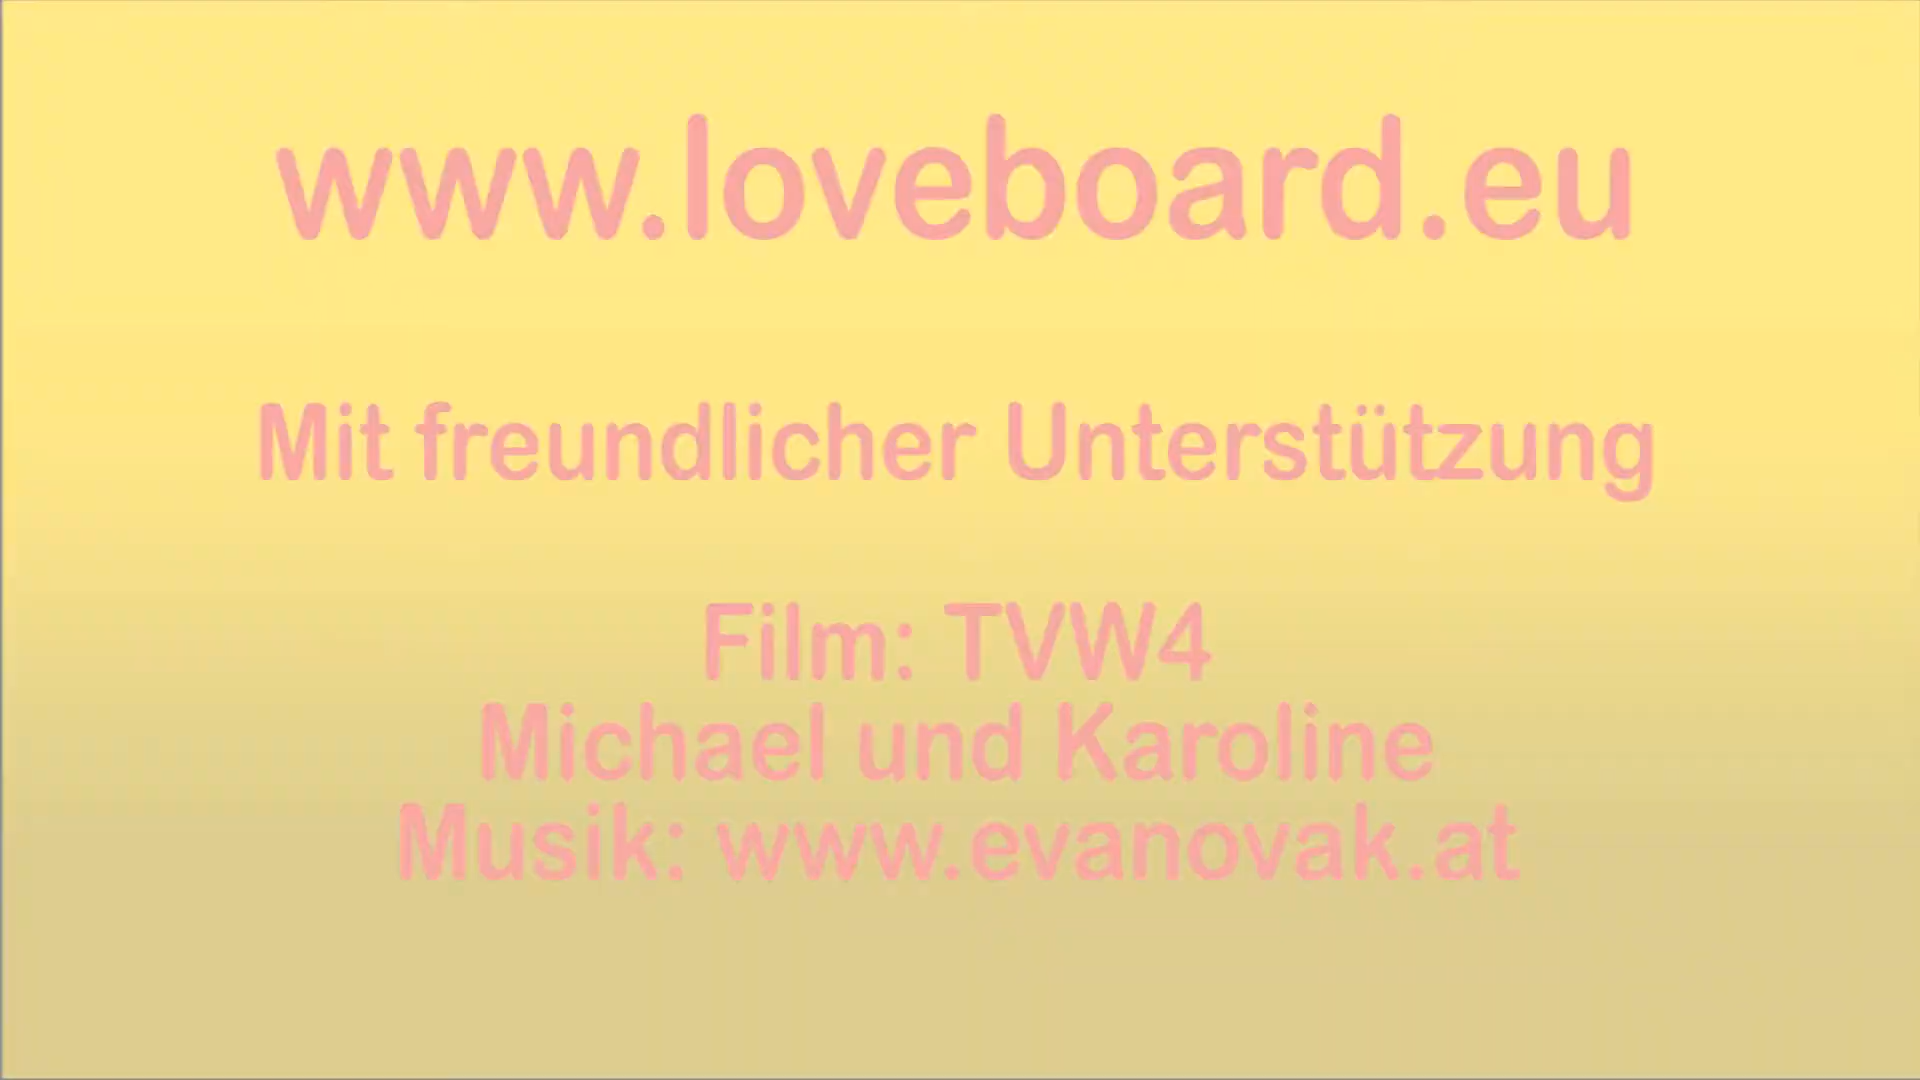 www.loveboard.eu
Mit freundlicher Unterstützung
Film: TVW4
Michael und Karoline
Musik: www.evanovak.at